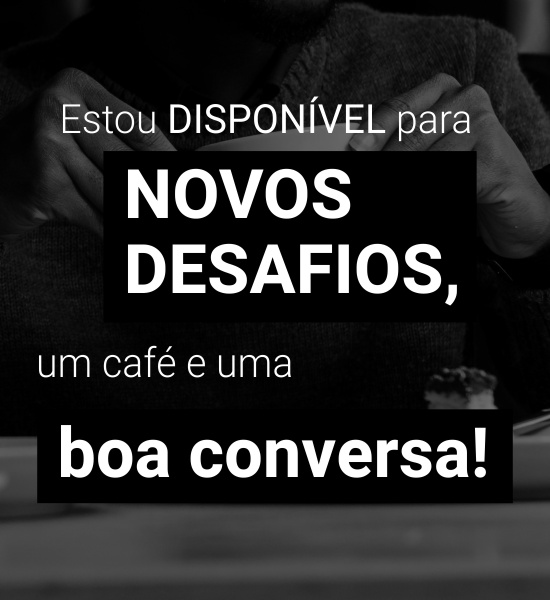 Estou DISPONÍVEL para
NOVOS
DESAFIOS,
um café e uma
boa conversa!